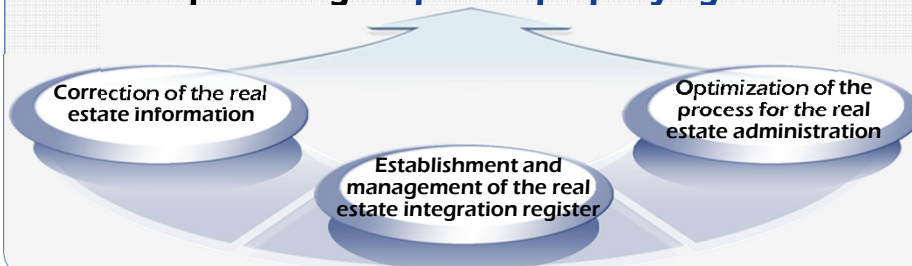 Correction of the real
estate information
Establishment and
management of the real
estate integration register
Optimization of the
process for the real
estate administration